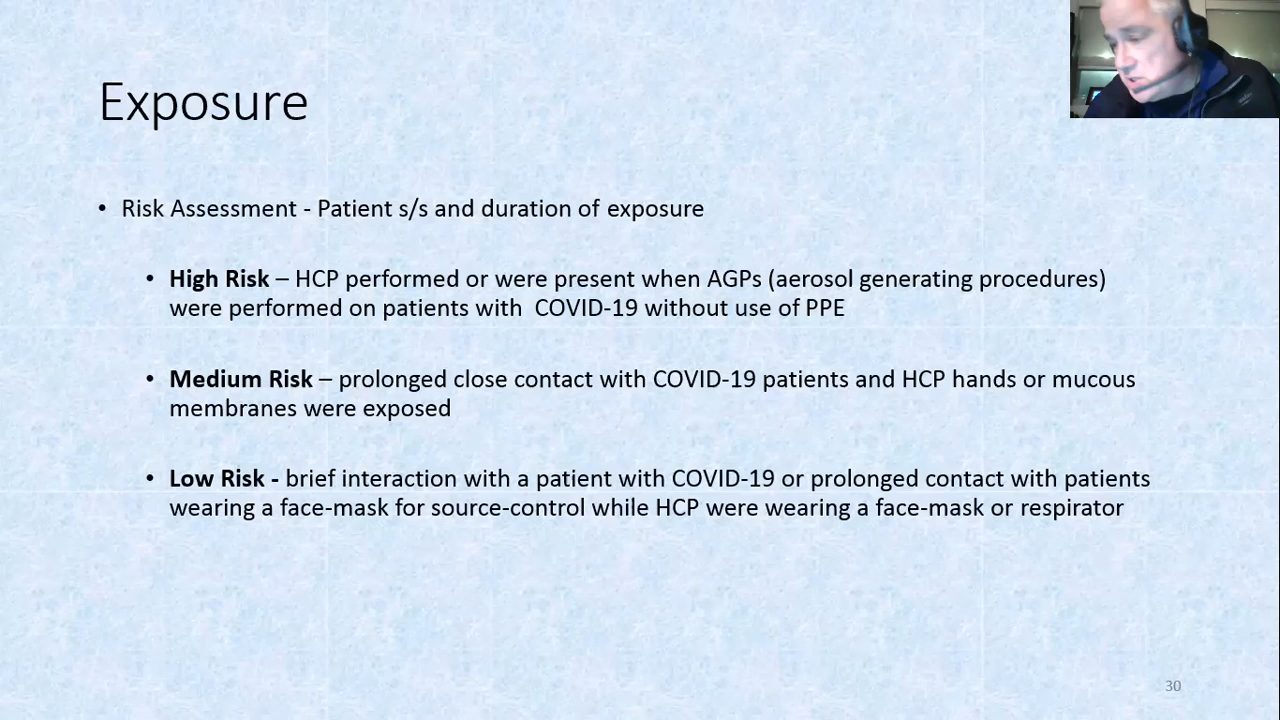 Exposure
• Risk Assessment - Patient s/s and duration of exposure
• High Risk – HCP performed or were present when AGPs (aerosol generating procedures)
were performed on patients with  COVID-19 without use of PPE
• Medium Risk – prolonged close contact with COVID-19 patients and HCP hands or mucous
membranes were exposed
• Low Risk - brief interaction with a patient with COVID-19 or prolonged contact with patients
wearing a face-mask for source-control while HCP were wearing a face-mask or respirator
30